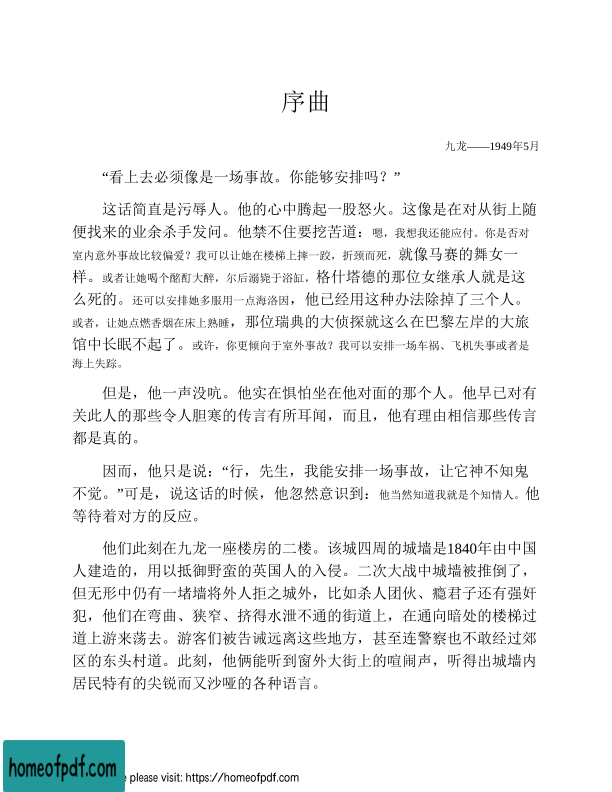 序曲
九龙——1949年5月
“看上去必须像是一场事故。你能够安排吗？”
这话简直是污辱人。他的心中腾起一股怒火。这像是在对从街上随
便找来的业余杀手发问。他禁不住要挖苦道：嗯，我想我还能应付。你是否对
室内意外事故比较偏爱？我可以让她在楼梯上摔一跤，折颈而死，就像马赛的舞女一
样。或者让她喝个酩酊大醉，尔后溺毙于浴缸，格什塔德的那位女继承人就是这
么死的。还可以安排她多服用一点海洛因，他已经用这种办法除掉了三个人。
或者，让她点燃香烟在床上熟睡，那位瑞典的大侦探就这么在巴黎左岸的大旅
馆中长眠不起了。或许，你更倾向于室外事故？我可以安排一场车祸、飞机失事或者是
海上失踪。
但是，他一声没吭。他实在惧怕坐在他对面的那个人。他早已对有
关此人的那些令人胆寒的传言有所耳闻，而且，他有理由相信那些传言
都是真的。
因而，他只是说：“行，先生，我能安排一场事故，让它神不知鬼
不觉。”可是，说这话的时候，他忽然意识到：他当然知道我就是个知情人。他
等待着对方的反应。
他们此刻在九龙一座楼房的二楼。该城四周的城墙是1840年由中国
人建造的，用以抵御野蛮的英国人的入侵。二次大战中城墙被推倒了，
但无形中仍有一堵墙将外人拒之城外，比如杀人团伙、瘾君子还有强奸
犯，他们在弯曲、狭窄、挤得水泄不通的街道上，在通向暗处的楼梯过
道上游来荡去。游客们被告诫远离这些地方，甚至连警察也不敢经过郊
区的东头村道。此刻，他俩能听到窗外大街上的喧闹声，听得出城墙内
居民特有的尖锐而又沙哑的各种语言。
homeofpdf.com
e please visit: https://homeofpdf.com